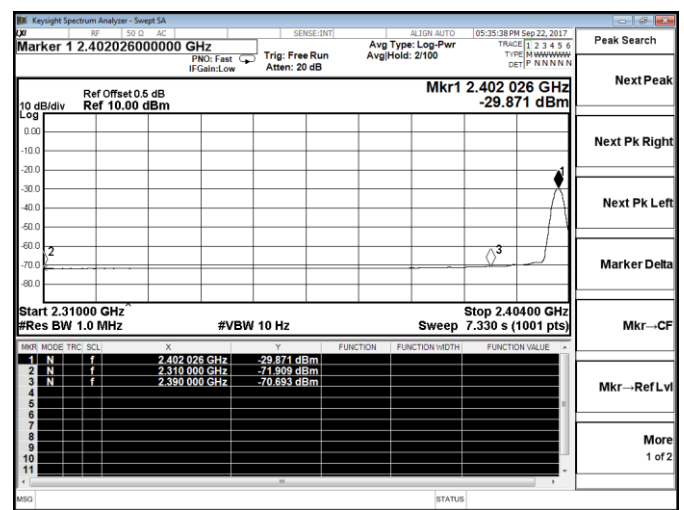 Keysight Spectrum Analyzer - Swept SA
RF 50 Ω AC SENSE:INT ALIGN AUTO 05:35:38 PM Sep 22, 2017
Marker 1 2.402026000000 GHz
PNO: Fast
IFGain:Low
Trig: Free Run
Atten: 20 dB
Avg Type: Log-Pwr
Avg|Hold: 2/100
TRACE 1 2 3 4 5 6
TYPE M WWWWW
DET P N N N N N
Ref Offset 0.5 dB
10 dB/div Ref 10.00 dBm
Log
Mkr1 2.402 026 GHz
-29.871 dBm
0.00
-10.0
-20.0
-30.0
-40.0
-50.0
-60.0
-70.0
-80.0
1
2
3
Start 2.31000 GHz
Stop 2.40400 GHz
#Res BW 1.0 MHz #VBW 10 Hz Sweep 7.330 s (1001 pts)
MKR MODE TRC SCL X Y FUNCTION FUNCTION WIDTH FUNCTION VALUE
1 N f 2.402 026 GHz -29.871 dBm
2 N f 2.310 000 GHz -71.909 dBm
3 N f 2.390 000 GHz -70.693 dBm
4
5
6
7
8
9
10
11
MSG STATUS
Peak Search
Next Peak
Next Pk Right
Next Pk Left
Marker Delta
Mkr→CF
Mkr→Ref Lvl
More
1 of 2